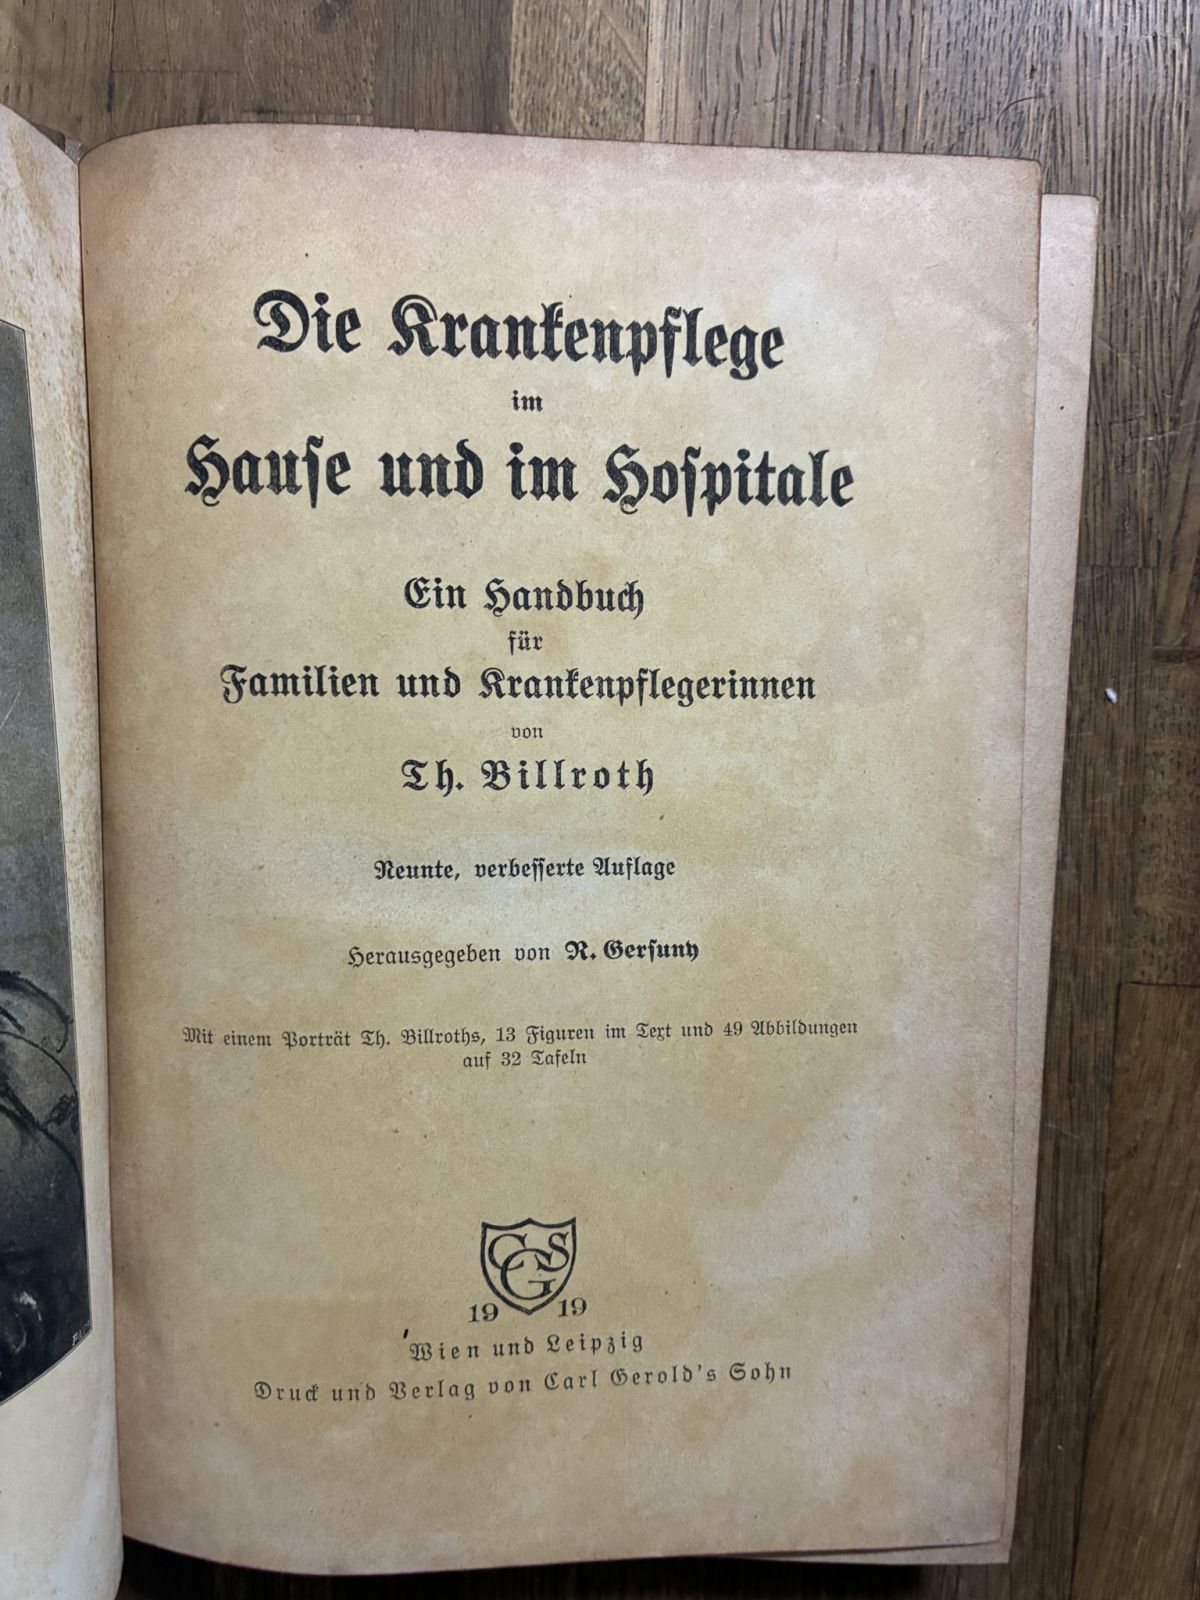 Die Krankenpflege
im
Hause und im Hospitale
Ein Handbuch
für
Familien und Krankenpflegerinnen
von
Th. Billroth
Neunte, verbesserte Auflage
Herausgegeben von R. Gersuny
Mit einem Porträt Th. Billroths, 13 Figuren im Text und 49 Abbildungen
auf 32 Tafeln
CGS
19 19
Wien und Leipzig
Druck und Verlag von Carl Gerold's Sohn